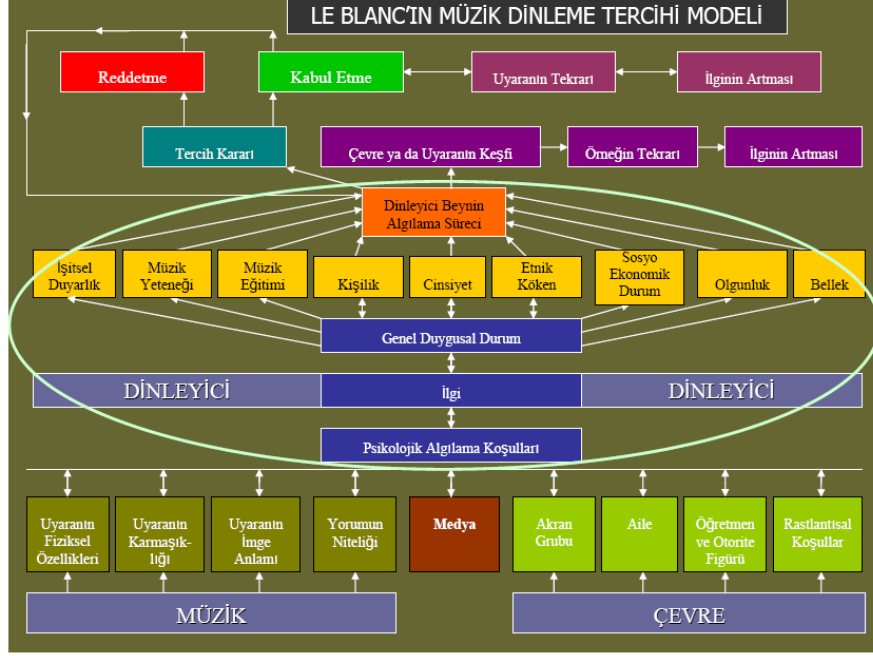 LE BLANC'IN MÜZİK DİNLEME TERCİHİ MODELİ
Reddetme
Kabul Etme
Uyaranın Tekrarı
İlginin Artması
Tercih Kararı
Çevre ya da Uyaranın Keşfi
Örneğin Tekrarı
İlginin Artması
Dinleyici Beynin
Algılama Süreci
İşitsel
Duyarlık
Müzik
Yeteneği
Müzik
Eğitimi
Kişilik
Cinsiyet
Etnik
Köken
Sosyo
Ekonomik
Durum
Olgunluk
Bellek
Genel Duygusal Durum
DİNLEYİCİ
İlgi
DİNLEYİCİ
Psikolojik Algılama Koşulları
Uyaranın
Fiziksel
Özellikleri
Uyaranın
Karmaşık-
lığı
Uyaranın
İmge
Anlamı
Yorumun
Niteliği
Medya
Akran
Grubu
Aile
Öğretmen
ve Otorite
Figürü
Rastlantısal
Koşullar
MÜZİK
ÇEVRE